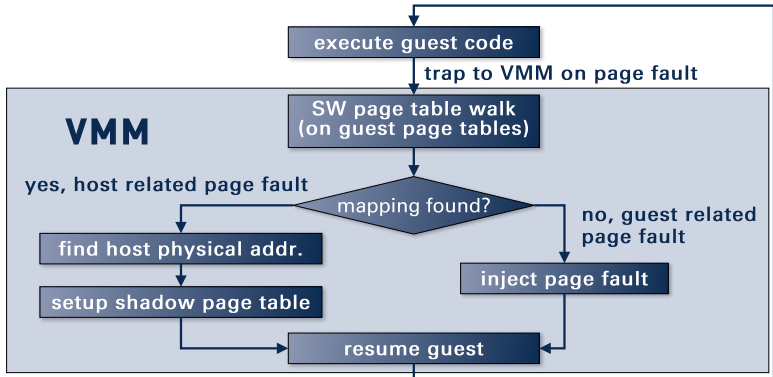 execute guest code
trap to VMM on page fault
VMM
SW page table walk
(on guest page tables)
yes, host related page fault
mapping found?
no, guest related
page fault
find host physical addr.
inject page fault
setup shadow page table
resume guest